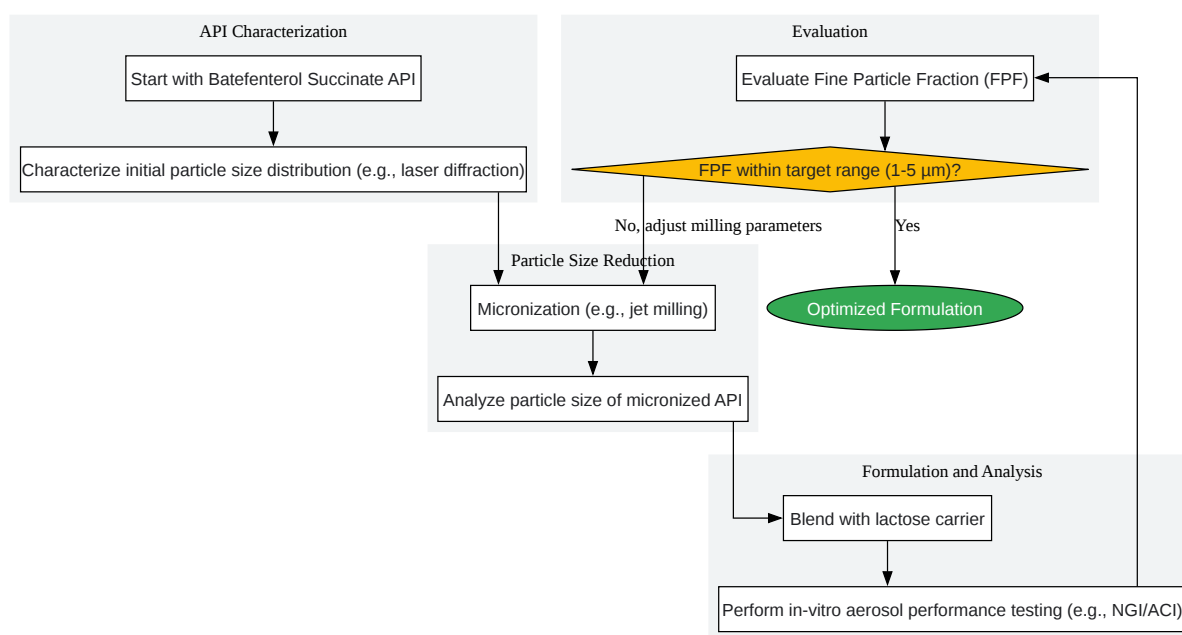 API Characterization
Start with Batefenterol Succinate API
Characterize initial particle size distribution (e.g., laser diffraction)
Evaluation
Evaluate Fine Particle Fraction (FPF)
FPF within target range (1-5 µm)?
No, adjust milling parameters
Yes
Particle Size Reduction
Micronization (e.g., jet milling)
Optimized Formulation
Analyze particle size of micronized API
Formulation and Analysis
Blend with lactose carrier
Perform in-vitro aerosol performance testing (e.g., NGI/ACI)